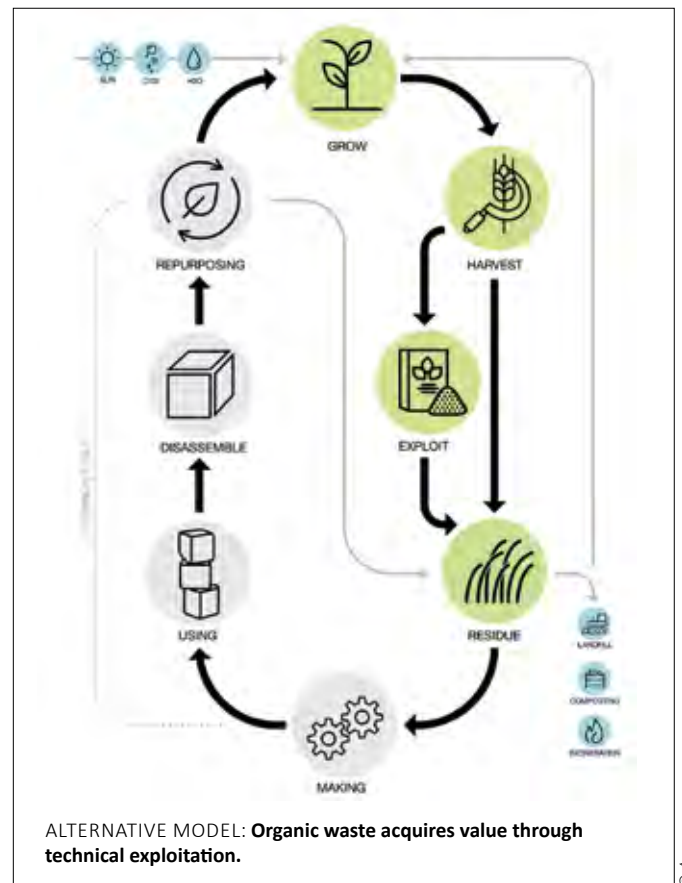 SUN CO2 H2O
GROW
HARVEST
REPURPOSING
EXPLOIT
DISASSEMBLE
USING
RESIDUE
LANDFILL
COMPOSTING
INCINERATION
MAKING
ALTERNATIVE MODEL: Organic waste acquires value through
technical exploitation.